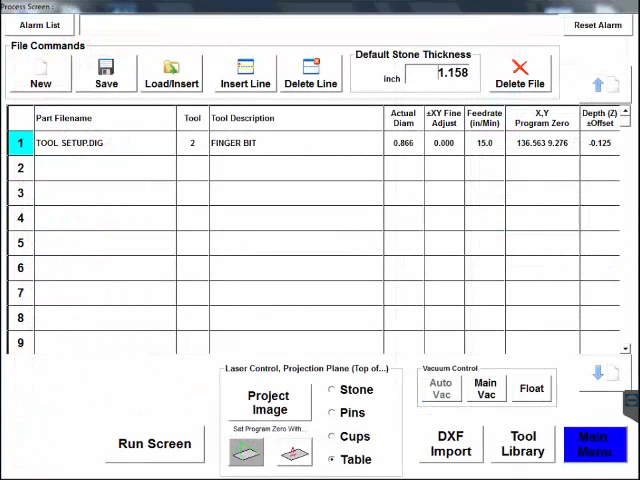 Process Screen :
Alarm List
Reset Alarm
File Commands
New
Save
Load/Insert
Insert Line
Delete Line
Default Stone Thickness
inch
1.158
Delete File
Part Filename
Tool
Tool Description
Actual Diam
±XY Fine Adjust
Feedrate (in/Min)
X,Y Program Zero
Depth (Z) ±Offset
1 TOOL SETUP.DIG 2 FINGER BIT 0.866 0.000 15.0 136.563 9.276 -0.125
2
3
4
5
6
7
8
9
Laser Control, Projection Plane (Top of...)
Project
Image
Set Program Zero With...
Stone
Pins
Cups
Table
Vacuum Control
Auto
Vac
Main
Vac
Float
Run Screen
DXF
Import
Tool
Library
Main
Menu